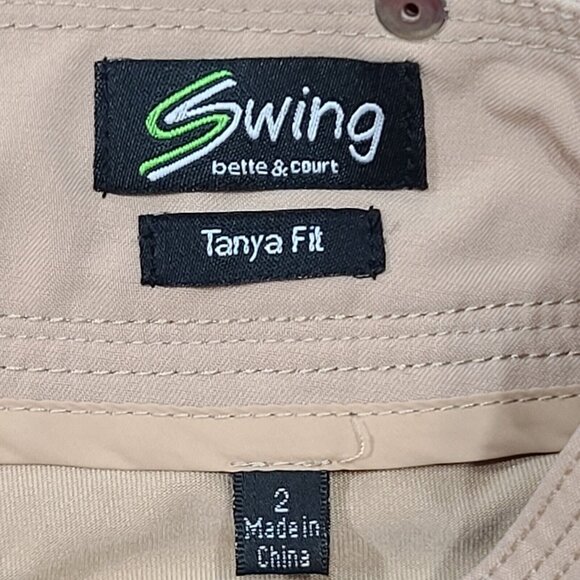 Swing
bette & court
Tanya Fit
2
Made in
China